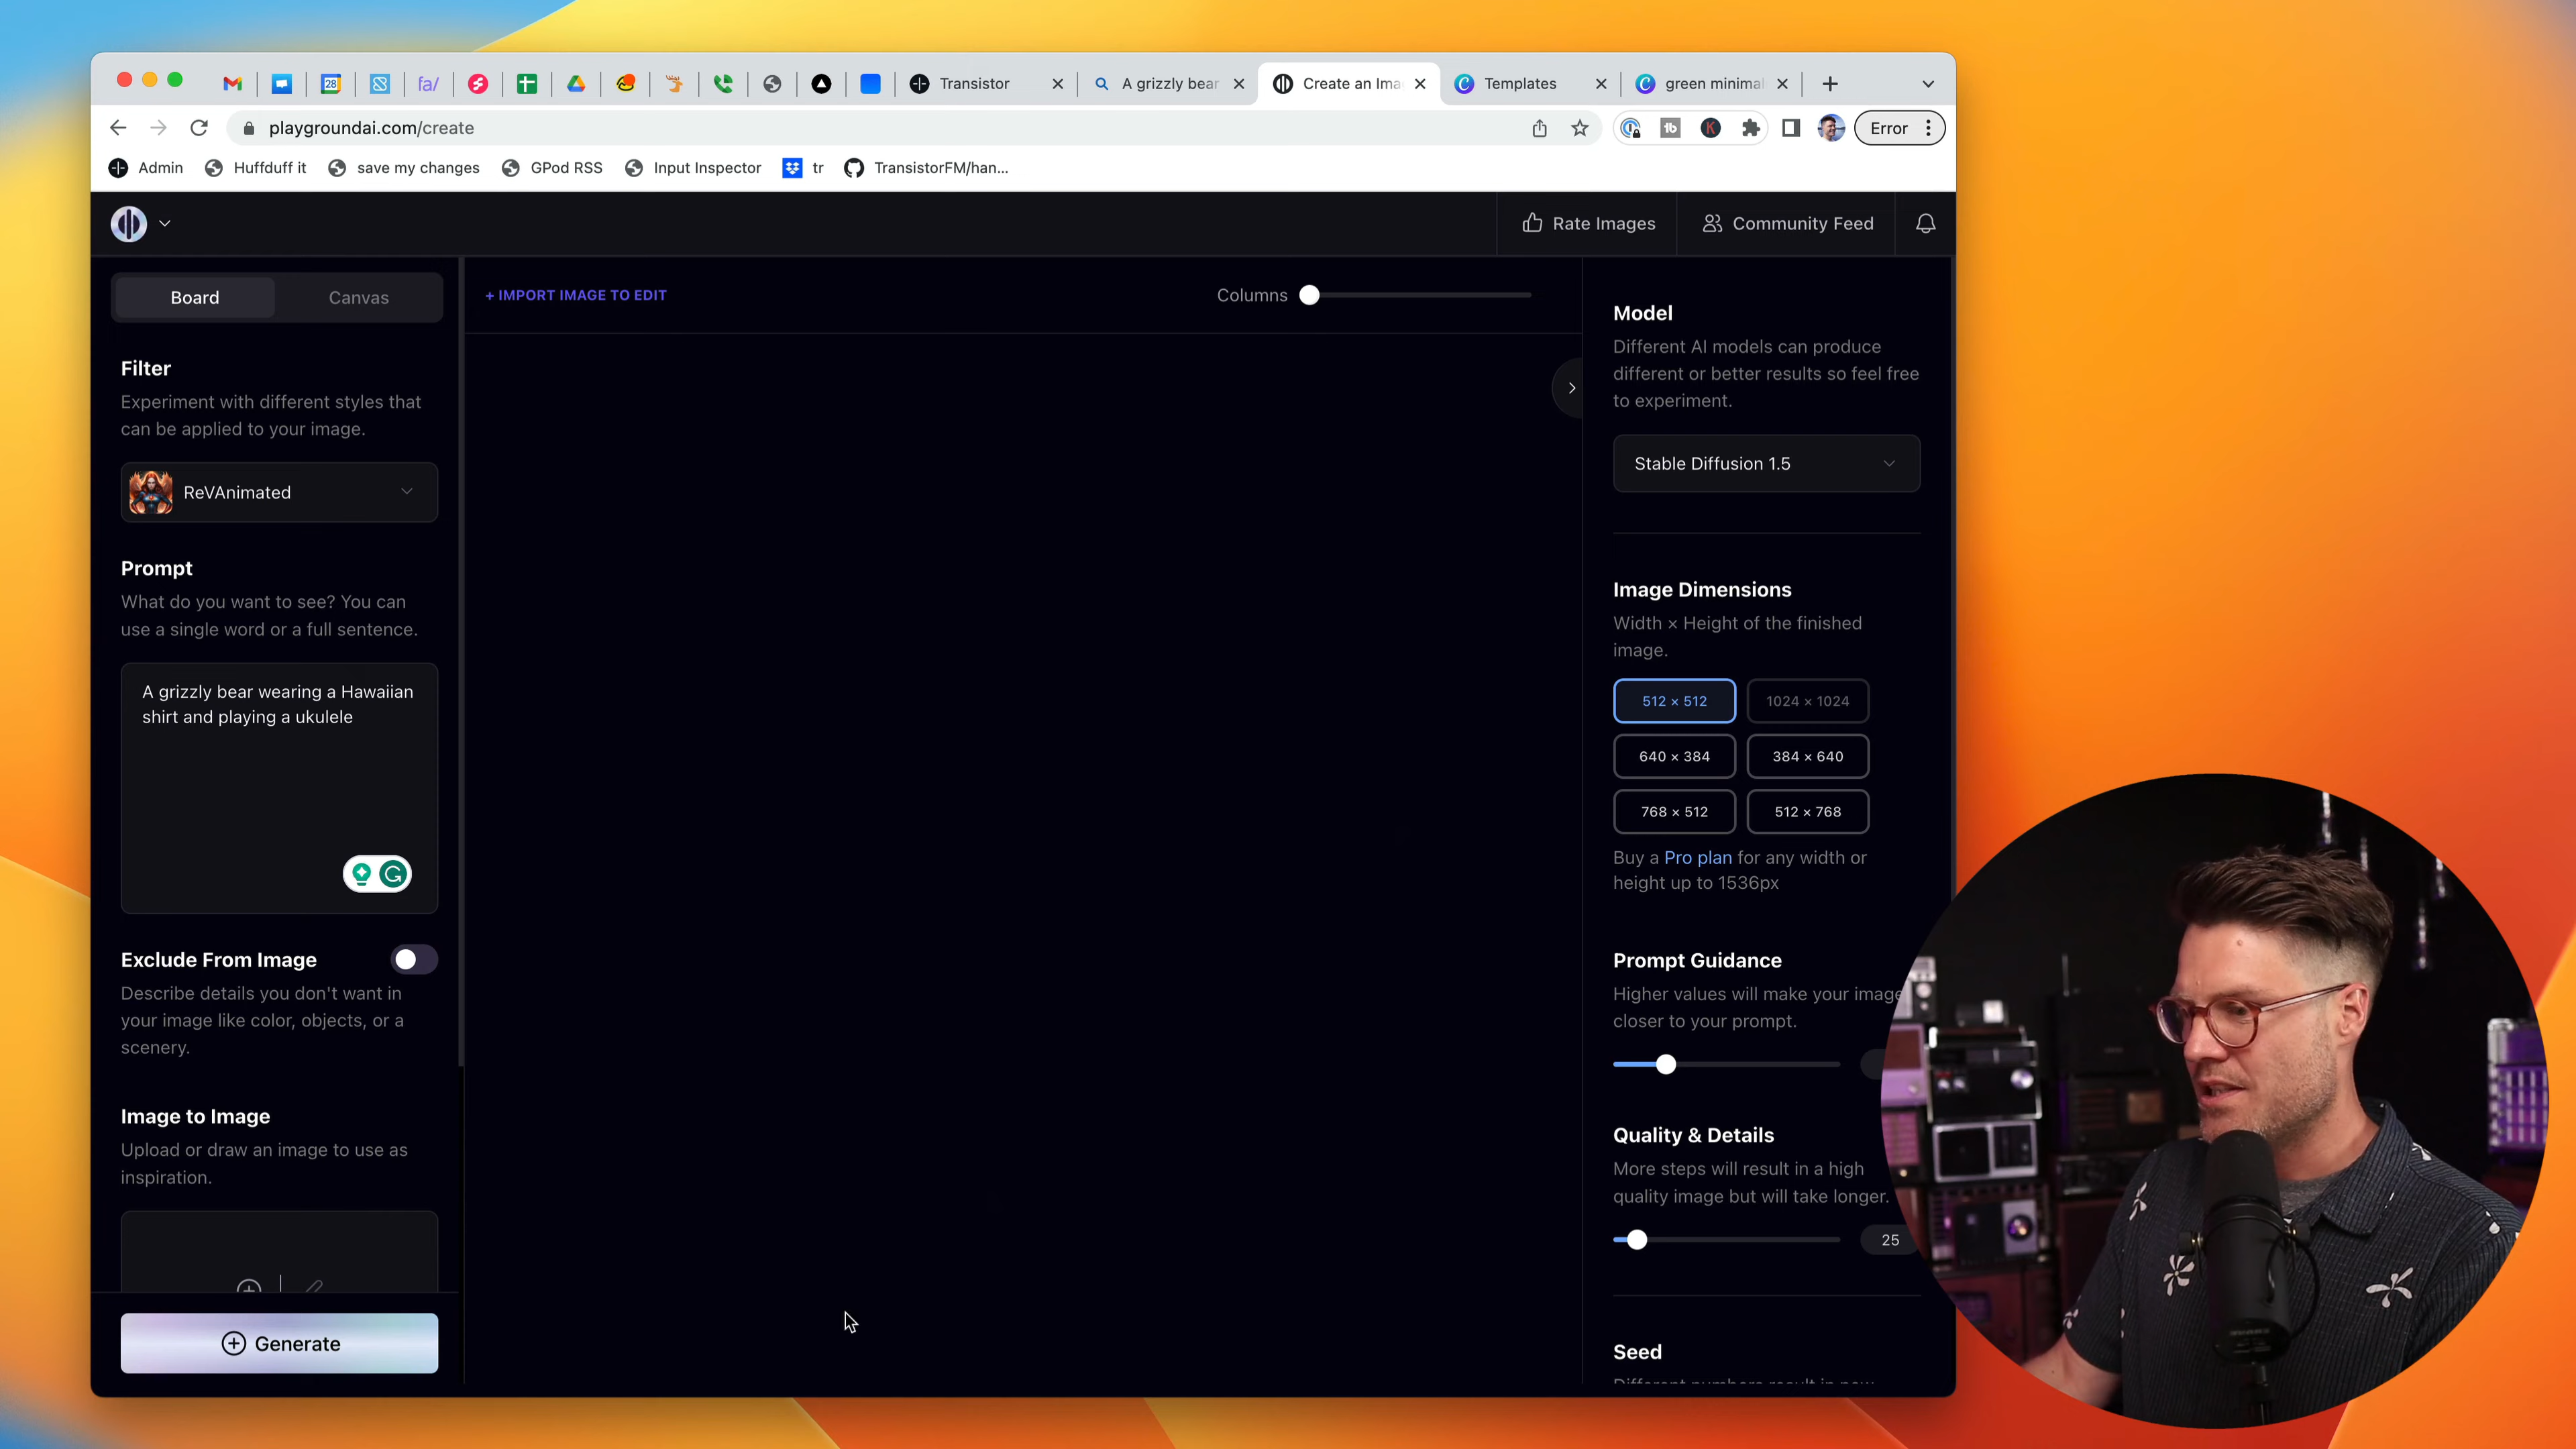 28
fa/
Transistor
A grizzly bear
Create an Ima
Templates
green minimal
playgroundai.com/create
Error
Admin
Huffduff it
save my changes
GPod RSS
Input Inspector
tr
TransistorFM/han...
Rate Images
Community Feed
Board
Canvas
+ IMPORT IMAGE TO EDIT
Columns
Filter
Experiment with different styles that
can be applied to your image.
ReVAnimated
Prompt
What do you want to see? You can
use a single word or a full sentence.
A grizzly bear wearing a Hawaiian
shirt and playing a ukulele
Exclude From Image
Describe details you don't want in
your image like color, objects, or a
scenery.
Image to Image
Upload or draw an image to use as
inspiration.
Generate
Model
Different AI models can produce
different or better results so feel free
to experiment.
Stable Diffusion 1.5
Image Dimensions
Width × Height of the finished
image.
512 × 512
1024 × 1024
640 × 384
384 × 640
768 × 512
512 × 768
Buy a Pro plan for any width or
height up to 1536px
Prompt Guidance
Higher values will make your image
closer to your prompt.
Quality & Details
More steps will result in a high
quality image but will take longer.
25
Seed
Different numbers result in new